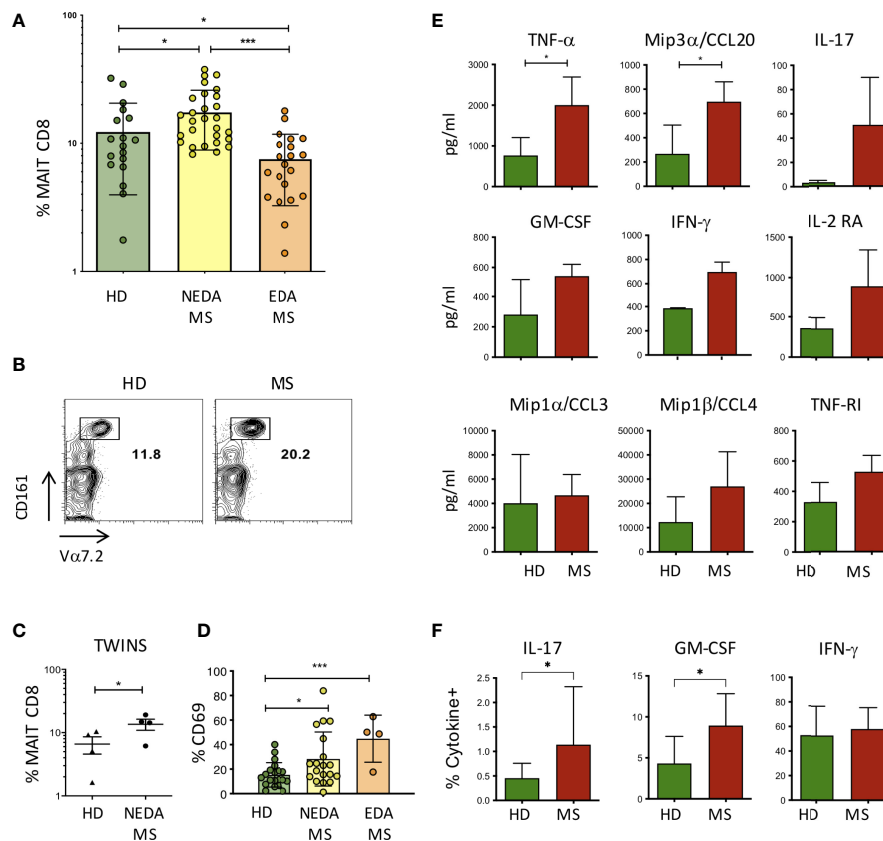 A
*
*
***
100
10
1
% MAIT CD8
HD
NEDA
MS
EDA
MS
B
HD
MS
11.8
20.2
CD161
Vα7.2
C
TWINS
*
100
10
1
% MAIT CD8
HD
NEDA
MS
D
***
*
100
80
60
40
20
0
% CD69
HD
NEDA
MS
EDA
MS
E
TNF-α
*
3000
2000
1000
0
pg/ml
Mip3α/CCL20
*
1000
800
600
400
200
0
IL-17
100
80
60
40
20
0
GM-CSF
800
600
400
200
0
pg/ml
IFN-γ
1000
800
600
400
200
0
IL-2 RA
1500
1000
500
0
Mip1α/CCL3
10000
8000
6000
4000
2000
0
pg/ml
HD
MS
Mip1β/CCL4
50000
40000
30000
20000
10000
0
HD
MS
TNF-RI
800
600
400
200
0
HD
MS
F
IL-17
*
2.5
2.0
1.5
1.0
0.5
0.0
% Cytokine+
HD
MS
GM-CSF
*
15
10
5
0
HD
MS
IFN-γ
100
80
60
40
20
0
HD
MS